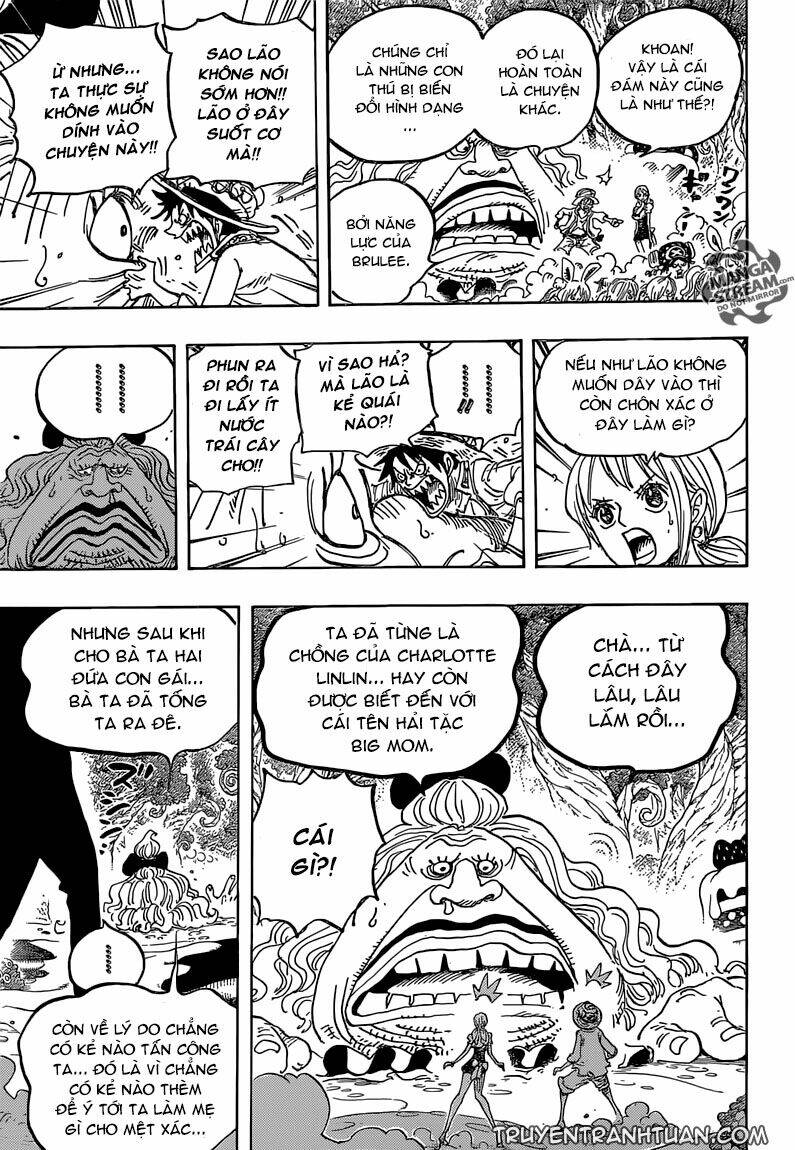 KHOAN!
VẬY LÀ CÁI
ĐÁM NÀY CŨNG
LÀ NHƯ THẾ?!
ĐÓ LẠI
HOÀN TOÀN
LÀ CHUYỆN
KHÁC.
CHÚNG CHỈ
LÀ NHỮNG CON
THÚ BỊ BIẾN
ĐỔI HÌNH DẠNG
...
BỞI NĂNG
LỰC CỦA
BRULEE.
ワンワン
MANGA
STREAM.com
DO NOT MIRROR!
SAO LÃO
KHÔNG NÓI
SỚM HƠN!!
LÃO Ở ĐÂY
SUỐT CƠ
MÀ!!
Ừ NHƯNG...
TA THỰC SỰ
KHÔNG MUỐN
DÍNH VÀO
CHUYỆN NÀY!!
NẾU NHƯ LÃO KHÔNG
MUỐN DÂY VÀO THÌ
CÒN CHÔN XÁC Ở
ĐÂY LÀM GÌ?
!!
VÌ SAO HẢ?
MÀ LÃO LÀ
KẺ QUÁI
NÀO?!
PHUN RA
ĐI RỒI TA
ĐI LẤY ÍT
NƯỚC
TRÁI CÂY
CHO!!
CHÀ... TỪ
CÁCH ĐÂY
LÂU, LÂU
LẮM RỒI...
TA ĐÃ TỪNG LÀ
CHỒNG CỦA CHARLOTTE
LINLIN... HAY CÒN
ĐƯỢC BIẾT ĐẾN VỚI
CÁI TÊN HẢI TẶC
BIG MOM.
CÁI
GÌ?!
NHƯNG SAU KHI
CHO BÀ TA HAI
ĐỨA CON GÁI...
BÀ TA ĐÃ TỐNG
TA RA ĐÊ.
CÒN VỀ LÝ DO CHẲNG
CÓ KẺ NÀO TẤN CÔNG
TA... ĐÓ LÀ VÌ CHẲNG
CÓ KẺ NÀO THÈM
ĐỂ Ý TỚI TA LÀM MẸ
GÌ CHO MỆT XÁC...
TRUYENTRANHTUAN.COM